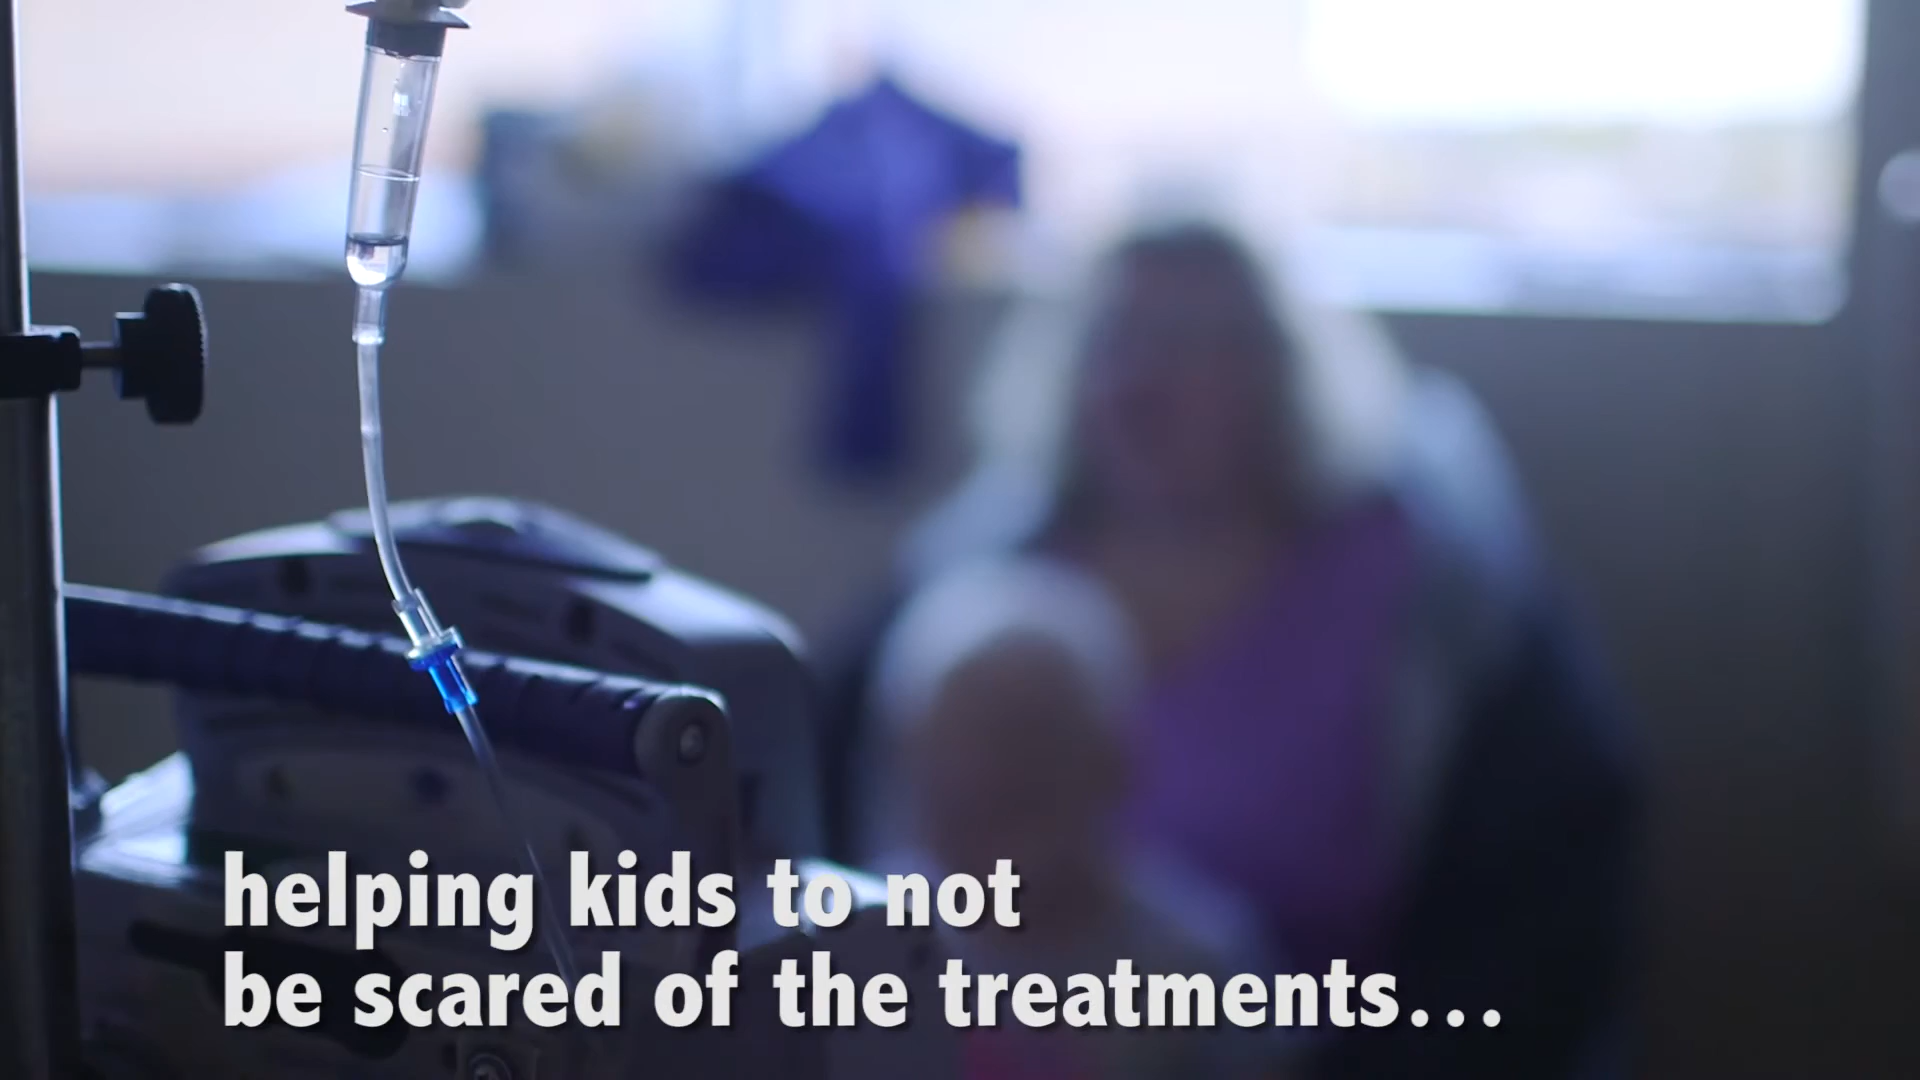 helping kids to not
be scared of the treatments...